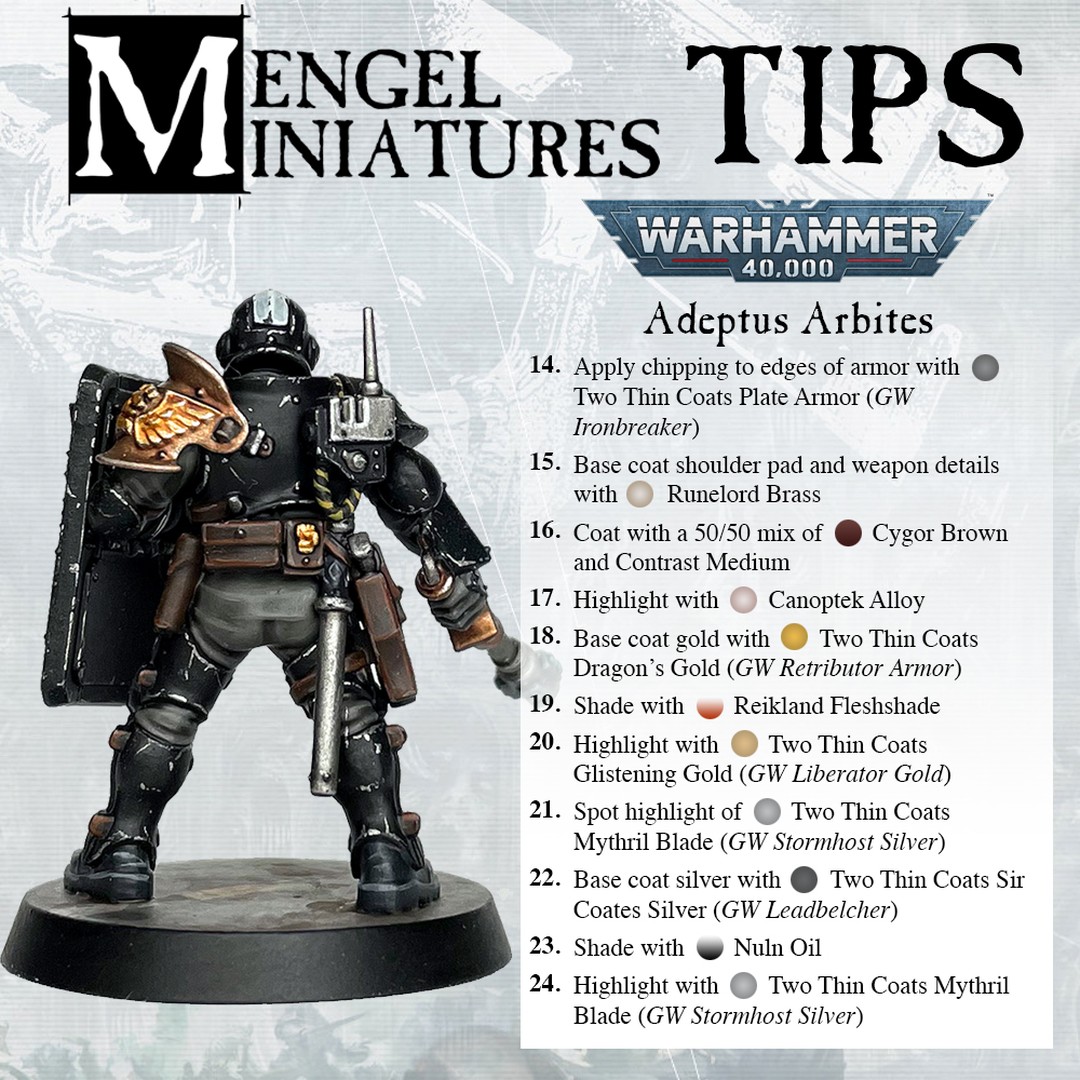 MENGEL
MINIATURES
TIPS
WARHAMMER
40,000
Adeptus Arbites
14. Apply chipping to edges of armor with
Two Thin Coats Plate Armor (GW
Ironbreaker)
15. Base coat shoulder pad and weapon details
with Runelord Brass
16. Coat with a 50/50 mix of Cygor Brown
and Contrast Medium
17. Highlight with Canoptek Alloy
18. Base coat gold with Two Thin Coats
Dragon’s Gold (GW Retributor Armor)
19. Shade with Reikland Fleshshade
20. Highlight with Two Thin Coats
Glistening Gold (GW Liberator Gold)
21. Spot highlight of Two Thin Coats
Mythril Blade (GW Stormhost Silver)
22. Base coat silver with Two Thin Coats Sir
Coates Silver (GW Leadbelcher)
23. Shade with Nuln Oil
24. Highlight with Two Thin Coats Mythril
Blade (GW Stormhost Silver)